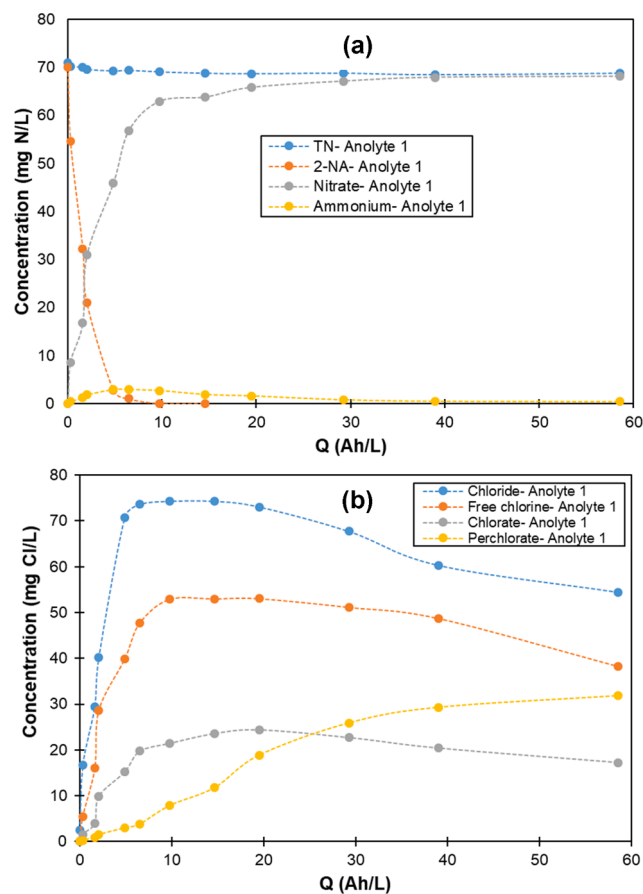 (a)
80
70
60
50
40
30
20
10
0
Concentration (mg N/L)
TN- Anolyte 1
2-NA- Anolyte 1
Nitrate- Anolyte 1
Ammonium- Anolyte 1
0 10 20 30 40 50 60
Q (Ah/L)
(b)
80
70
60
50
40
30
20
10
0
Concentration (mg Cl/L)
Chloride- Anolyte 1
Free chlorine- Anolyte 1
Chlorate- Anolyte 1
Perchlorate- Anolyte 1
0 10 20 30 40 50 60
Q (Ah/L)